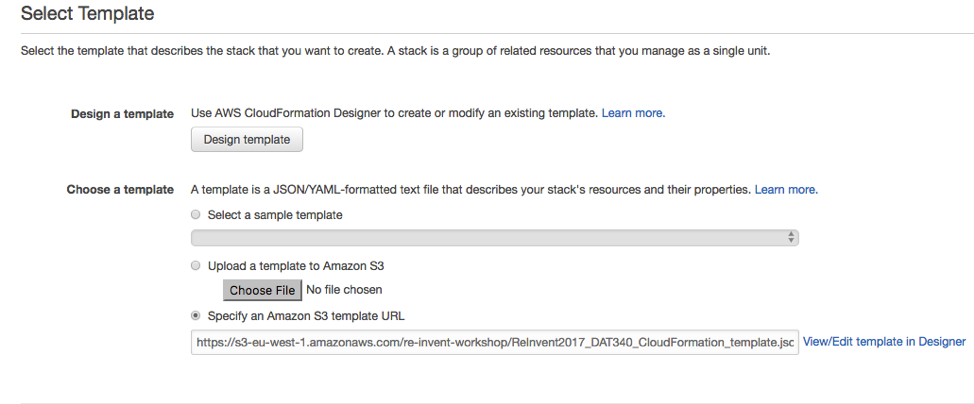 Select Template
Select the template that describes the stack that you want to create. A stack is a group of related resources that you manage as a single unit.
Design a template Use AWS CloudFormation Designer to create or modify an existing template. Learn more.
Design template
Choose a template A template is a JSON/YAML-formatted text file that describes your stack's resources and their properties. Learn more.
Select a sample template
Upload a template to Amazon S3
Choose File No file chosen
Specify an Amazon S3 template URL
https://s3-eu-west-1.amazonaws.com/re-invent-workshop/ReInvent2017_DAT340_CloudFormation_template.jsc View/Edit template in Designer